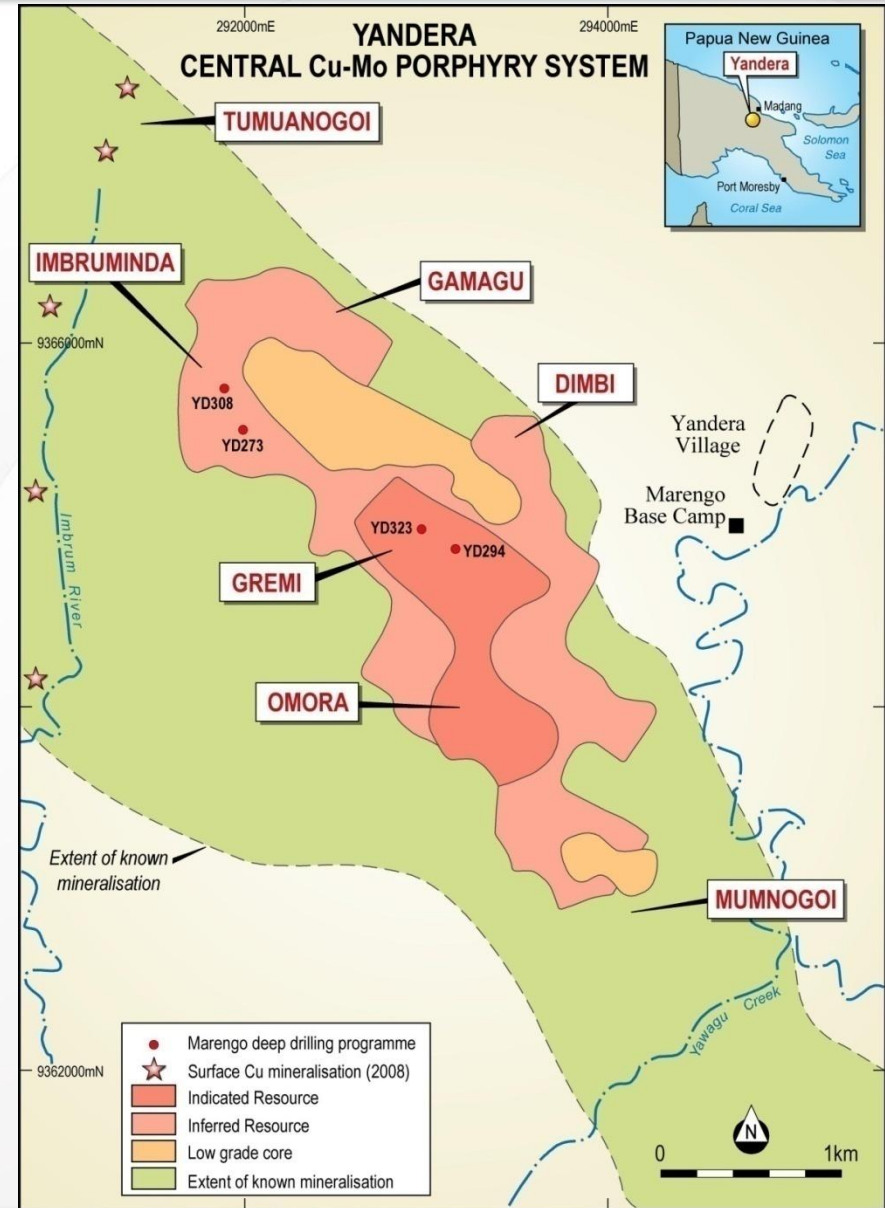 292000mE
294000mE
YANDERA
CENTRAL Cu-Mo PORPHYRY SYSTEM
Papua New Guinea
Yandera
Madang
Solomon
Sea
Port Moresby
Coral Sea
TUMUANOGOI
IMBRUMINDA
GAMAGU
9366000mN
DIMBI
YD308
YD273
Yandera
Village
Marengo
Base Camp
Imbrum River
YD323
YD294
GREMI
OMORA
Extent of known
mineralisation
MUMNOGOI
Yawagu Creek
9362000mN
Marengo deep drilling programme
Surface Cu mineralisation (2008)
Indicated Resource
Inferred Resource
Low grade core
Extent of known mineralisation
N
0
1km